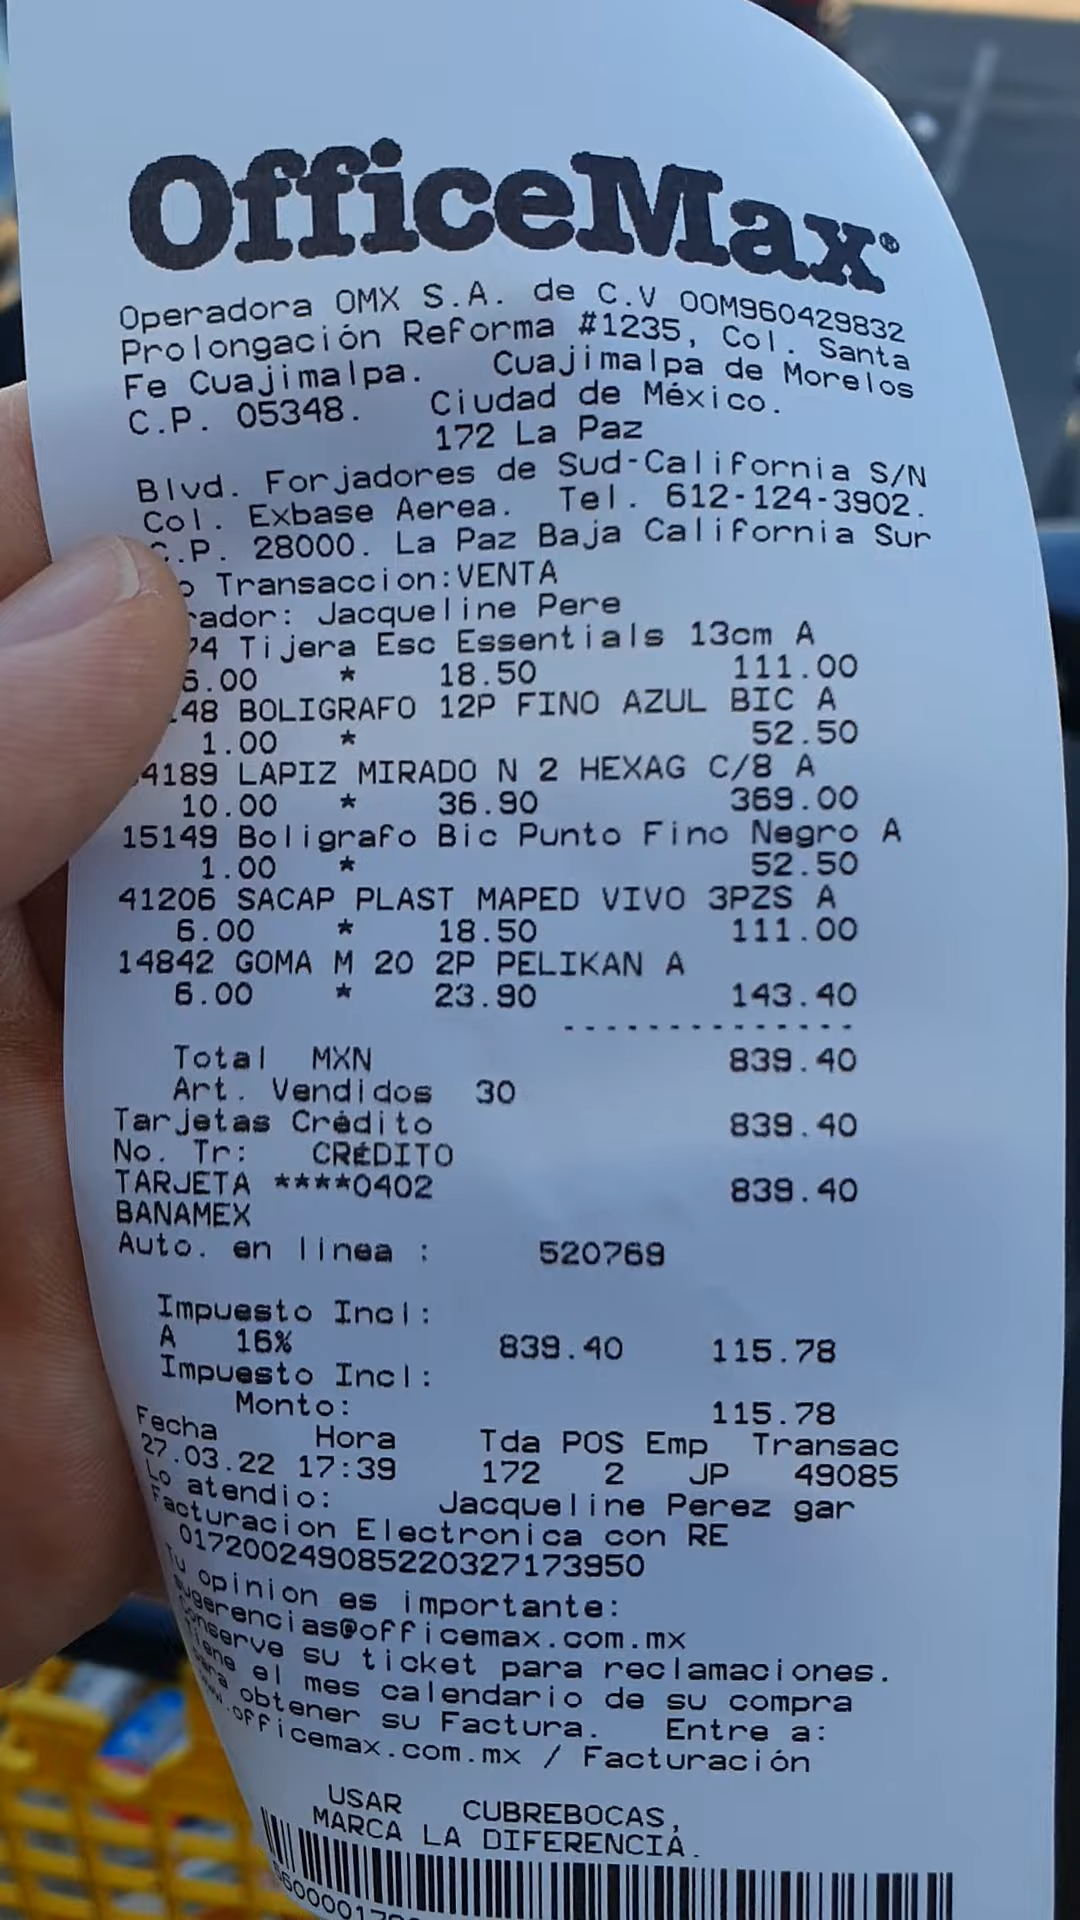 OfficeMax®
Operadora OMX S.A. de C.V OOM960429832
Prolongación Reforma #1235, Col. Santa
Fe Cuajimalpa. Cuajimalpa de Morelos
C.P. 05348. Ciudad de México.
172 La Paz
Blvd. Forjadores de Sud-California S/N
Col. Exbase Aerea. Tel. 612-124-3902.
C.P. 28000. La Paz Baja California Sur
Transaccion:VENTA
Jacqueline Pere
Tijera Esc Essentials 13cm A
6.00 * 18.50 111.00
BOLIGRAFO 12P FINO AZUL BIC A
1.00 * 52.50
4189 LAPIZ MIRADO N 2 HEXAG C/8 A
10.00 * 36.90 369.00
15149 Boligrafo Bic Punto Fino Negro A
1.00 * 52.50
41206 SACAP PLAST MAPED VIVO 3PZS A
6.00 * 18.50 111.00
14842 GOMA M 20 2P PELIKAN A
6.00 * 23.90 143.40
---------------
Total MXN 839.40
Art. Vendidos 30
Tarjetas Crédito 839.40
No. Tr: CRÉDITO
TARJETA ****0402 839.40
BANAMEX
Auto. en linea : 520769
Impuesto Incl:
A 16% 839.40 115.78
Impuesto Incl:
Monto: 115.78
Fecha Hora Tda POS Emp Transac
27.03.22 17:39 172 2 JP 49085
Lo atendio: Jacqueline Perez gar
Facturacion Electronica con RE
017200249085220327173950
Tu opinion es importante:
sugerencias@officemax.com.mx
Conserve su ticket para reclamaciones.
Tiene el mes calendario de su compra
para obtener su Factura. Entre a:
www.officemax.com.mx / Facturación
USAR CUBREBOCAS,
MARCA LA DIFERENCIA.